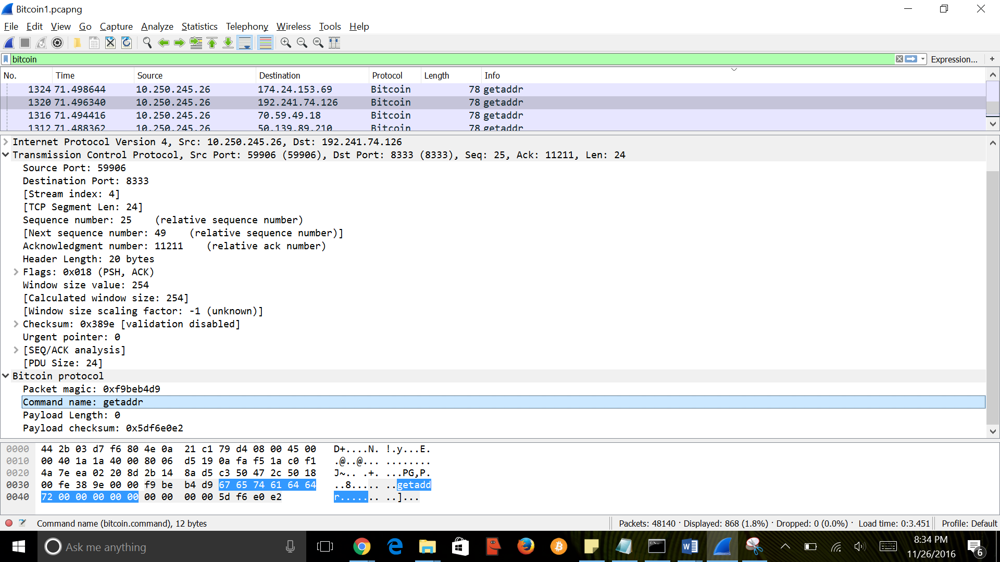 Bitcoin1.pcapng
File Edit View Go Capture Analyze Statistics Telephony Wireless Tools Help
bitcoin Expression... +
No. Time Source Destination Protocol Length Info
1324 71.498644 10.250.245.26 174.24.153.69 Bitcoin 78 getaddr
1320 71.496340 10.250.245.26 192.241.74.126 Bitcoin 78 getaddr
1316 71.494416 10.250.245.26 70.59.49.18 Bitcoin 78 getaddr
1312 71.488362 10.250.245.26 50.139.89.210 Bitcoin 78 getaddr
Internet Protocol Version 4, Src: 10.250.245.26, Dst: 192.241.74.126
Transmission Control Protocol, Src Port: 59906 (59906), Dst Port: 8333 (8333), Seq: 25, Ack: 11211, Len: 24
Source Port: 59906
Destination Port: 8333
[Stream index: 4]
[TCP Segment Len: 24]
Sequence number: 25    (relative sequence number)
[Next sequence number: 49    (relative sequence number)]
Acknowledgment number: 11211    (relative ack number)
Header Length: 20 bytes
Flags: 0x018 (PSH, ACK)
Window size value: 254
[Calculated window size: 254]
[Window size scaling factor: -1 (unknown)]
Checksum: 0x389e [validation disabled]
Urgent pointer: 0
[SEQ/ACK analysis]
[PDU Size: 24]
Bitcoin protocol
Packet magic: 0xf9beb4d9
Command name: getaddr
Payload Length: 0
Payload checksum: 0x5df6e0e2
0000 44 2b 03 d7 f6 80 4e 0a 21 c1 79 d4 08 00 45 00 D+....N. !.y...E.
0010 00 40 1a 1a 40 00 80 06 d5 19 0a fa f5 1a c0 f1 .@..@... ........
0020 4a 7e ea 02 20 8d 2b 14 8a d5 c3 50 47 2c 50 18 J~.. .+. ...PG,P.
0030 00 fe 38 9e 00 00 f9 be b4 d9 67 65 74 61 64 64 ..8..... ..getadd
0040 72 00 00 00 00 00 00 00 00 00 5d f6 e0 e2 r....... ..]...
Command name (bitcoin.command), 12 bytes Packets: 48140 · Displayed: 868 (1.8%) · Dropped: 0 (0.0%) · Load time: 0:3.451 Profile: Default
Ask me anything
8:34 PM
11/26/2016
6